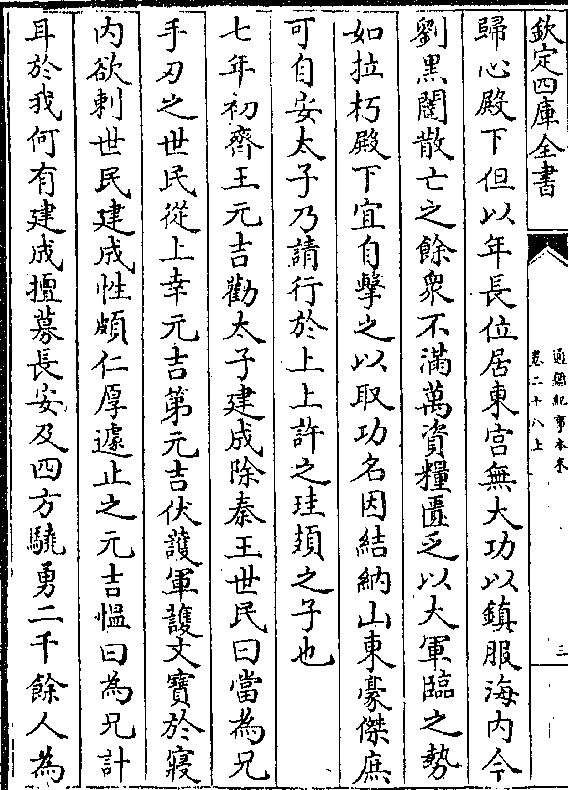 欽定四庫全書
通鑑紀事本末
卷二十八上
三
歸心殿下但以年長位居東宮無大功以鎮服海内今
劉黑闥散亡之餘衆不滿萬資糧匱乏以大軍臨之勢
如拉朽殿下宜自擊之以取功名因結納山東豪傑庶
可自安太子乃請行於上上許之珪頍之子也
七年初齊王元吉勸太子建成除秦王世民曰當為兄
手刃之世民從上幸元吉第元吉伏護軍䕶文寶於寢
内欲刺世民建成性頗仁厚遽止之元吉愠曰為兄計
耳於我何有建成擅募長安及四方驍勇二千餘人為